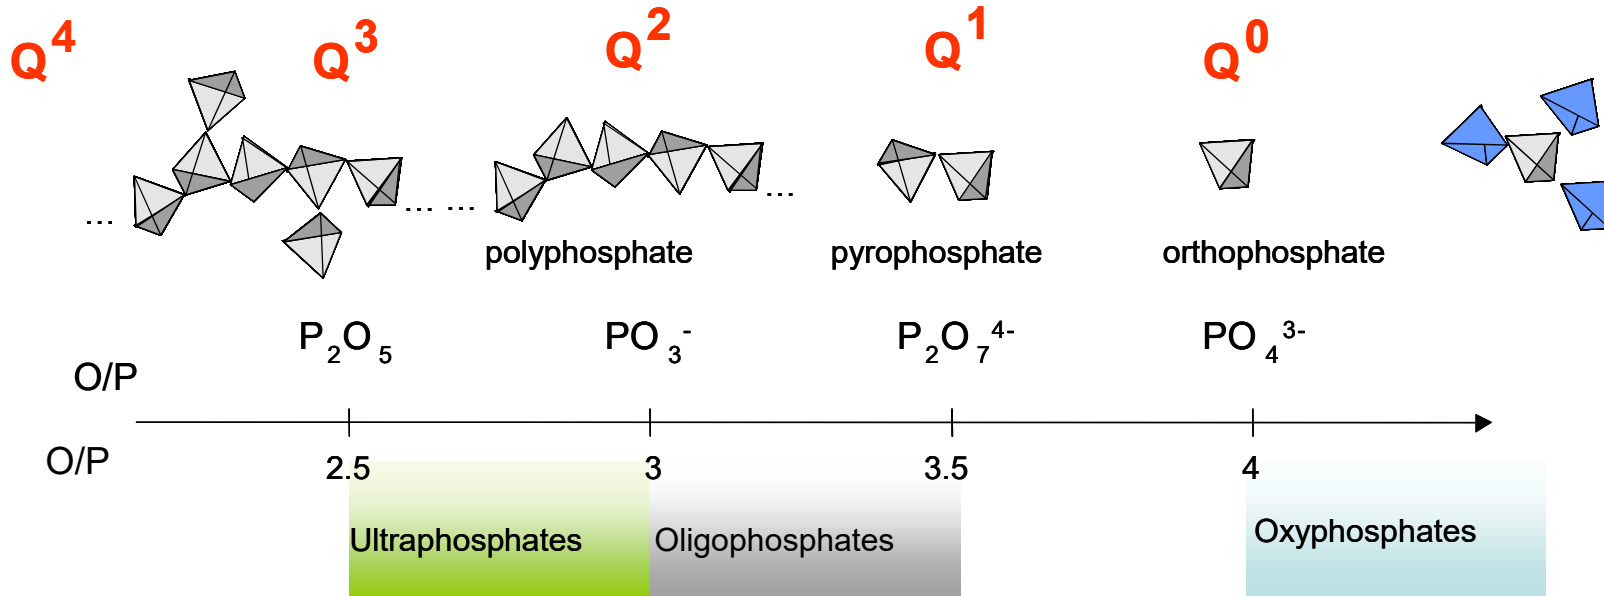 Q⁴ Q³ Q² Q¹ Q⁰
... ... ... ...
polyphosphate pyrophosphate orthophosphate
P₂O₅ PO₃⁻ P₂O₇⁴⁻ PO₄³⁻
O/P
O/P
2.5 3 3.5 4
Ultraphosphates Oligophosphates Oxyphosphates